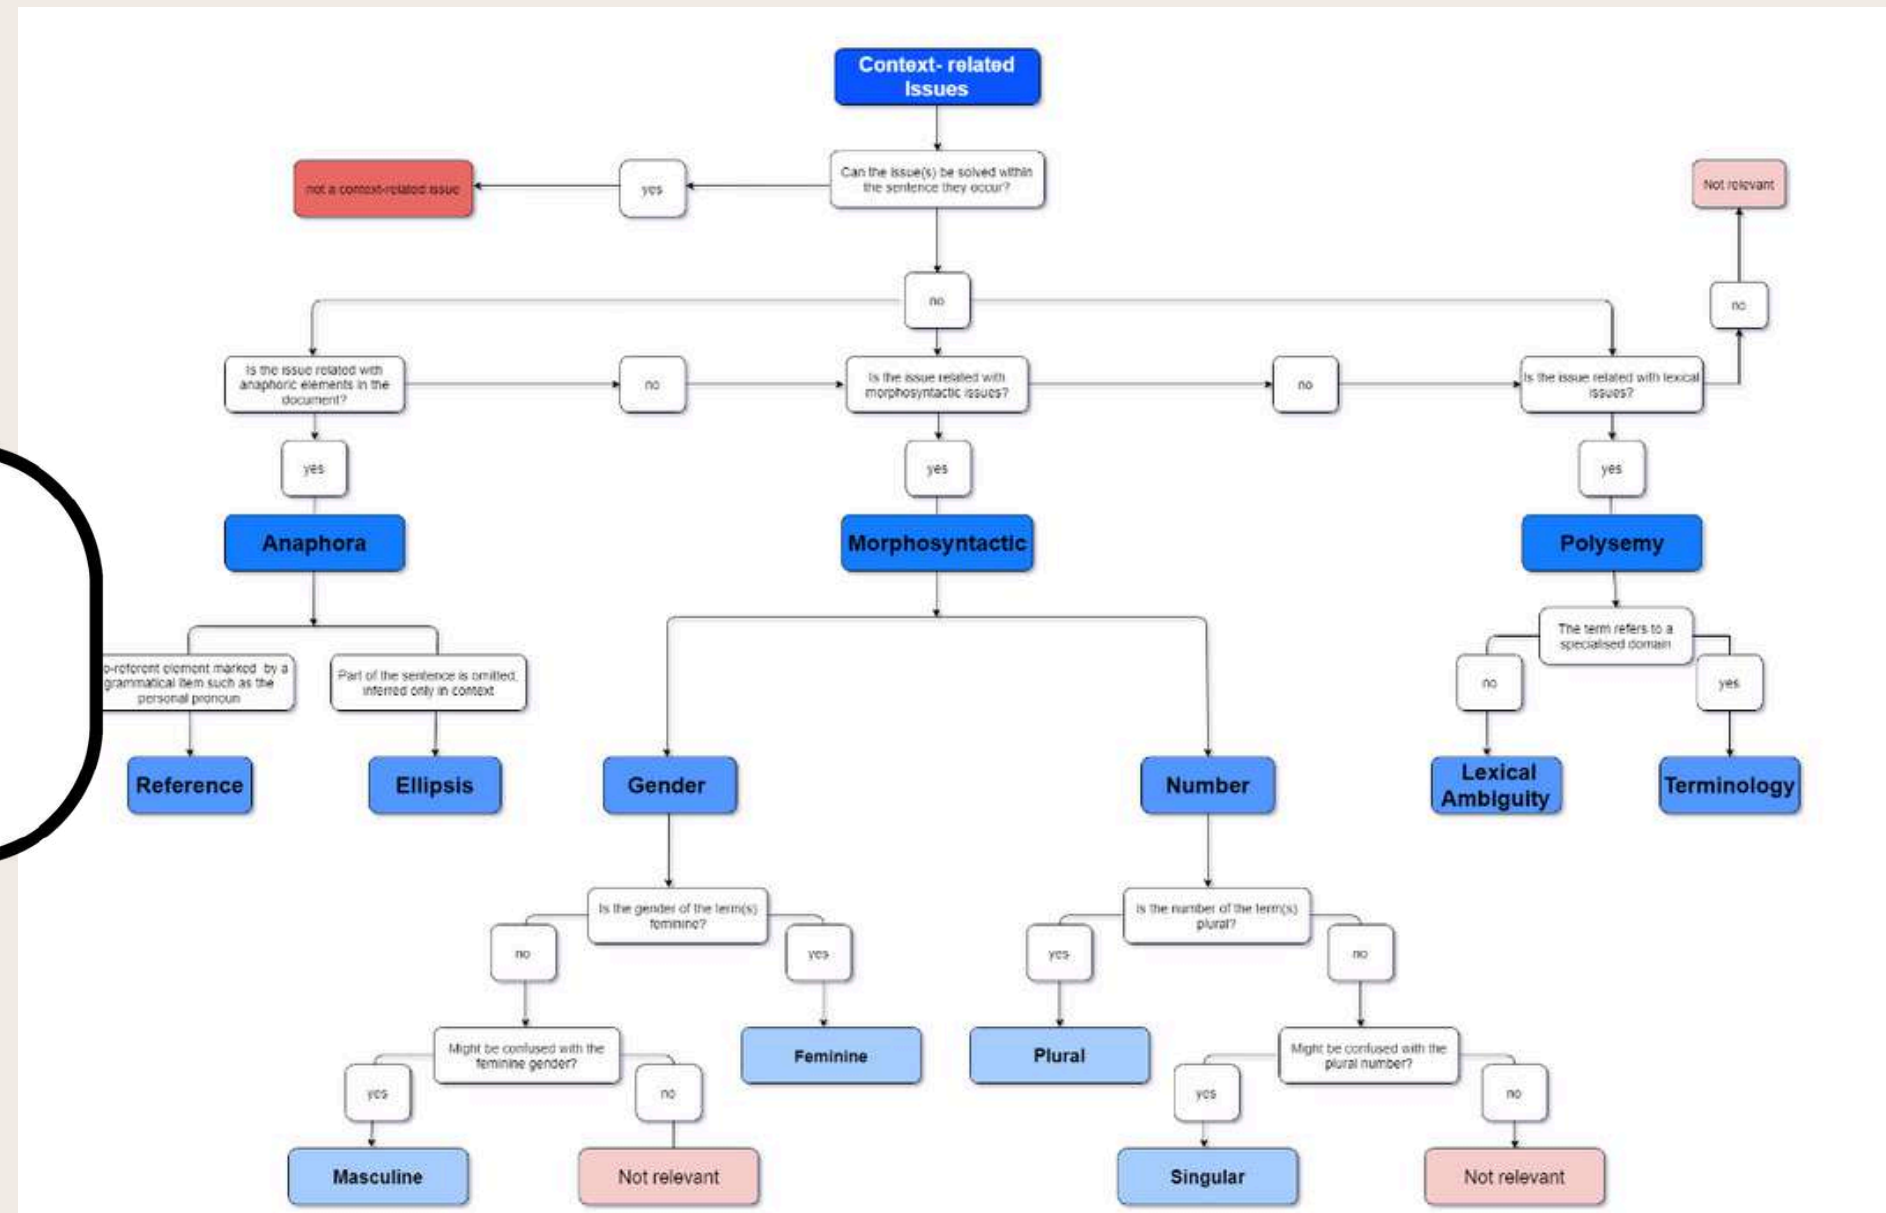 Context- related
Issues
Can the issue(s) be solved within
the sentence they occur?
yes
not a context-related issue
Not relevant
no
no
Is the issue related with
anaphoric elements in the
document?
no
Is the issue related with
morphosyntactic issues?
no
Is the issue related with lexical
issues?
yes
yes
yes
Anaphora
Morphosyntactic
Polysemy
The term refers to a
specialised domain
o-referent element marked by a
grammatical item such as the
personal pronoun
Part of the sentence is omitted,
inferred only in context
no
yes
Reference
Ellipsis
Gender
Number
Lexical
Ambiguity
Terminology
Is the gender of the term(s)
feminine?
Is the number of the term(s)
plural?
no
yes
yes
no
Might be confused with the
feminine gender?
Feminine
Plural
Might be confused with the
plural number?
yes
no
yes
no
Masculine
Not relevant
Singular
Not relevant